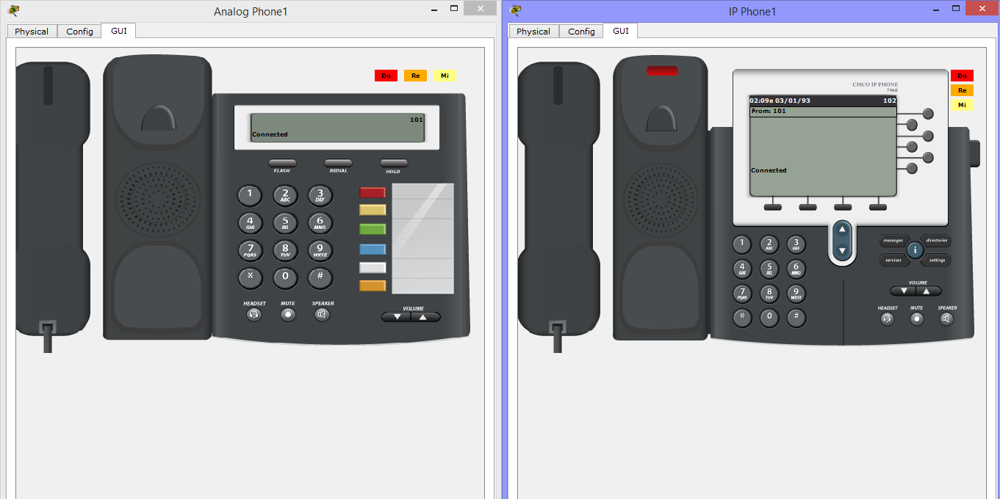 Analog Phone1
Physical Config GUI
Do Re Mi
101
Connected
FLASH REDIAL HOLD
1 2 ABC 3 DEF
4 GHI 5 JKL 6 MNO
7 PQRS 8 TUV 9 WXYZ
* 0 #
HEADSET MUTE SPEAKER
VOLUME
IP Phone1
Physical Config GUI
Do
Re
Mi
CISCO IP PHONE
7960
02:09a 03/01/93 102
From: 101
Connected
1 2 ABC 3 DEF
4 GHI 5 JKL 6 MNO
7 PQRS 8 TUV 9 WXYZ
* 0 #
messages directories
i
services settings
VOLUME
HEADSET MUTE SPEAKER